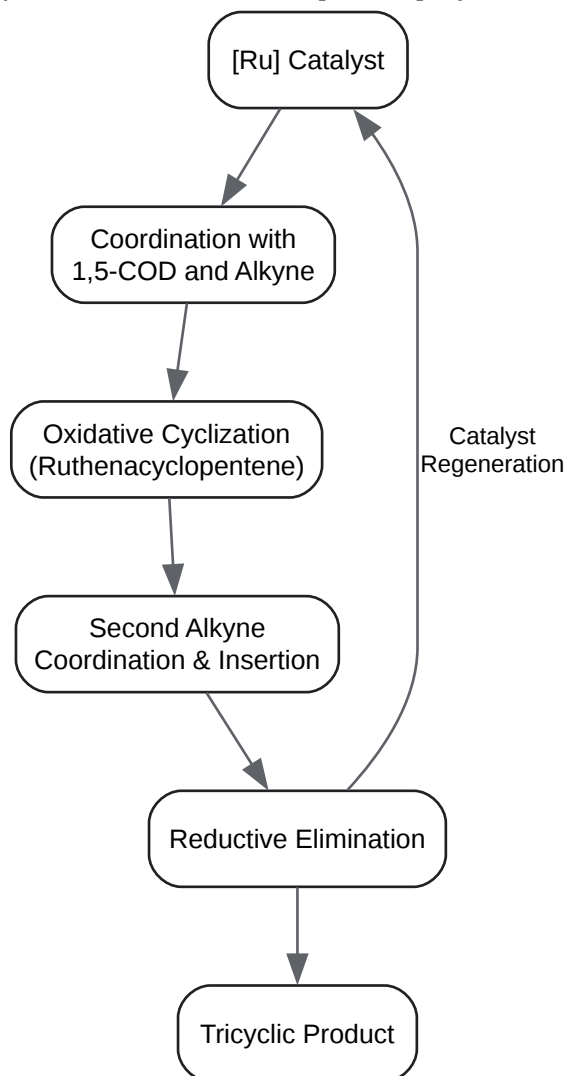 [Ru] Catalyst
Coordination with
1,5-COD and Alkyne
Oxidative Cyclization
(Ruthenacyclopentene)
Catalyst
Regeneration
Second Alkyne
Coordination & Insertion
Reductive Elimination
Tricyclic Product